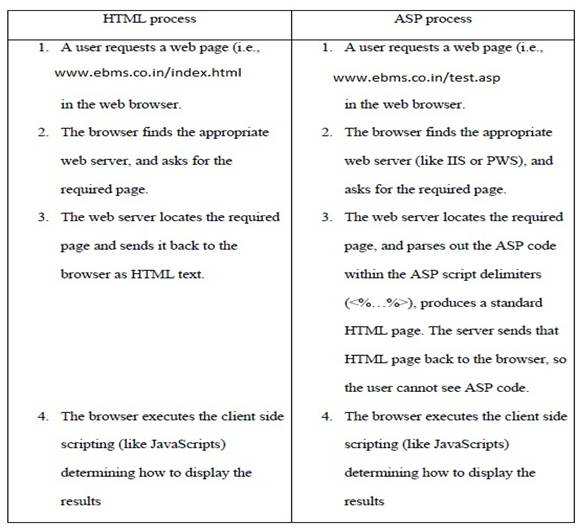 HTML process
1. A user requests a web page (i.e.,
www.ebms.co.in/index.html
in the web browser.
2. The browser finds the appropriate
web server, and asks for the
required page.
3. The web server locates the required
page and sends it back to the
browser as HTML text.
4. The browser executes the client side
scripting (like JavaScripts)
determining how to display the
results
ASP process
1. A user requests a web page (i.e.,
www.ebms.co.in/test.asp
in the web browser.
2. The browser finds the appropriate
web server (like IIS or PWS), and
asks for the required page.
3. The web server locates the required
page, and parses out the ASP code
within the ASP script delimiters
(<%…%>), produces a standard
HTML page. The server sends that
HTML page back to the browser, so
the user cannot see ASP code.
4. The browser executes the client side
scripting (like JavaScripts)
determining how to display the
results